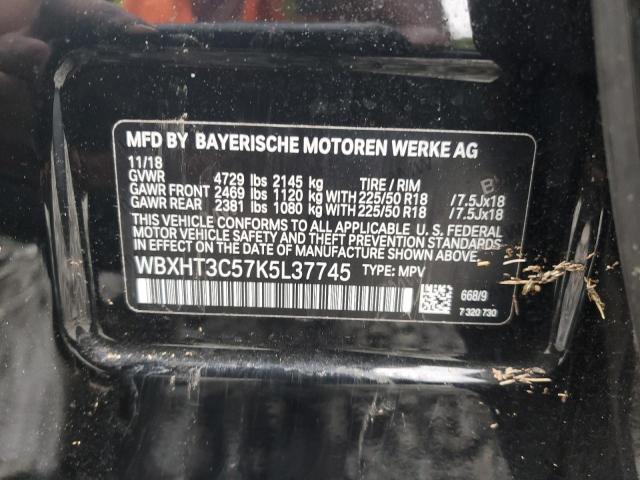 MFD BY BAYERISCHE MOTOREN WERKE AG
11/18
GVWR 4729 lbs 2145 kg TIRE / RIM
GAWR FRONT 2469 lbs 1120 kg WITH 225/50 R18 /7.5Jx18
GAWR REAR 2381 lbs 1080 kg WITH 225/50 R18 /7.5Jx18
THIS VEHICLE CONFORMS TO ALL APPLICABLE U. S. FEDERAL
MOTOR VEHICLE SAFETY, BUMPER, AND THEFT PREVENTION
STANDARDS IN EFFECT ON THE DATE OF
MANUFACTURE SHOWN ABOVE.
WBXHT3C57K5L37745 TYPE: MPV
668/9
7 320 730